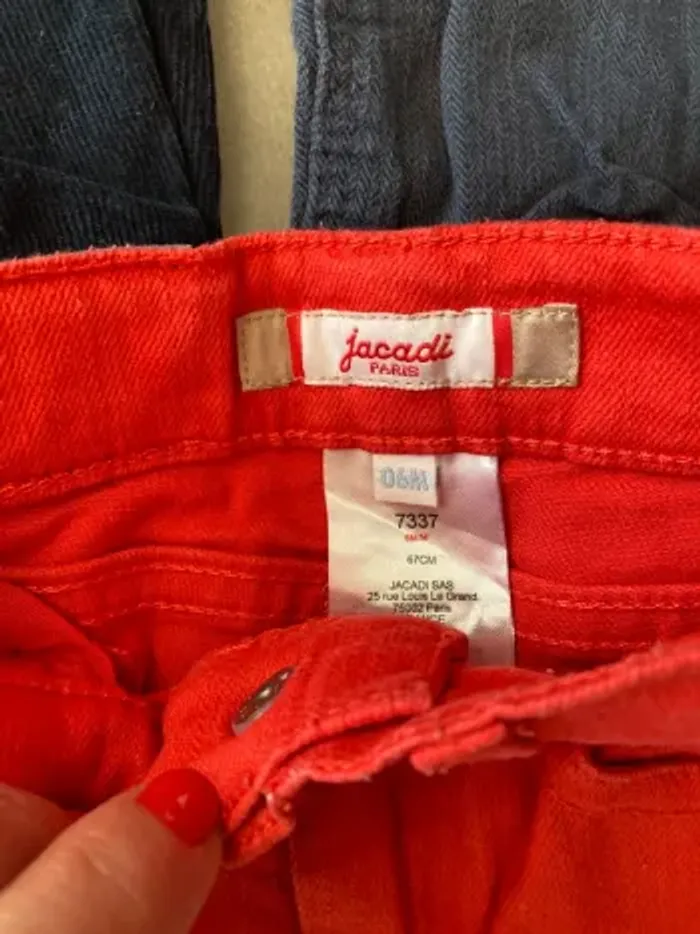 jacadi
PARIS
06M
7337
67CM
JACADI SAS
25 rue Louis Le Grand
75002 Paris